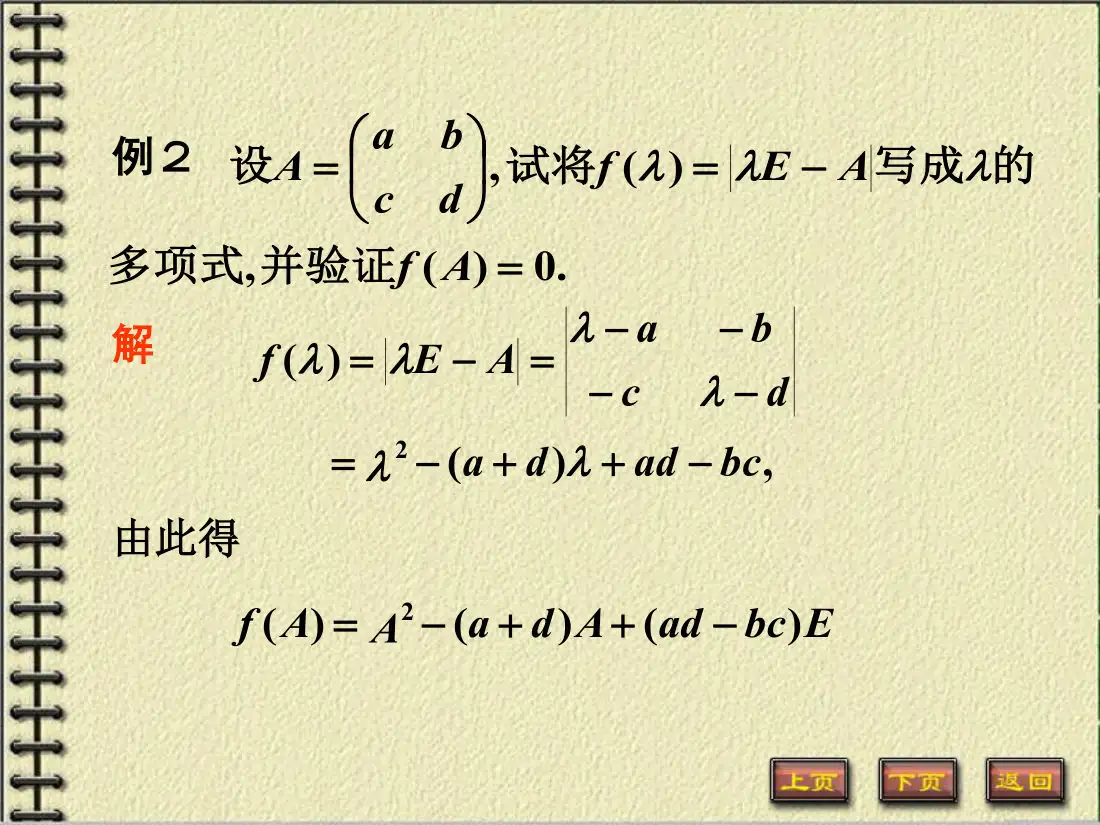 例２ 设A = ( a b ; c d ), 试将f(λ) = |λE − A|写成λ的
多项式,并验证f(A) = 0.
解 f(λ) = |λE − A| = | λ − a −b ; −c λ − d |
= λ² − (a + d)λ + ad − bc,
由此得
f(A) = A² − (a + d)A + (ad − bc)E
上页 下页 返回